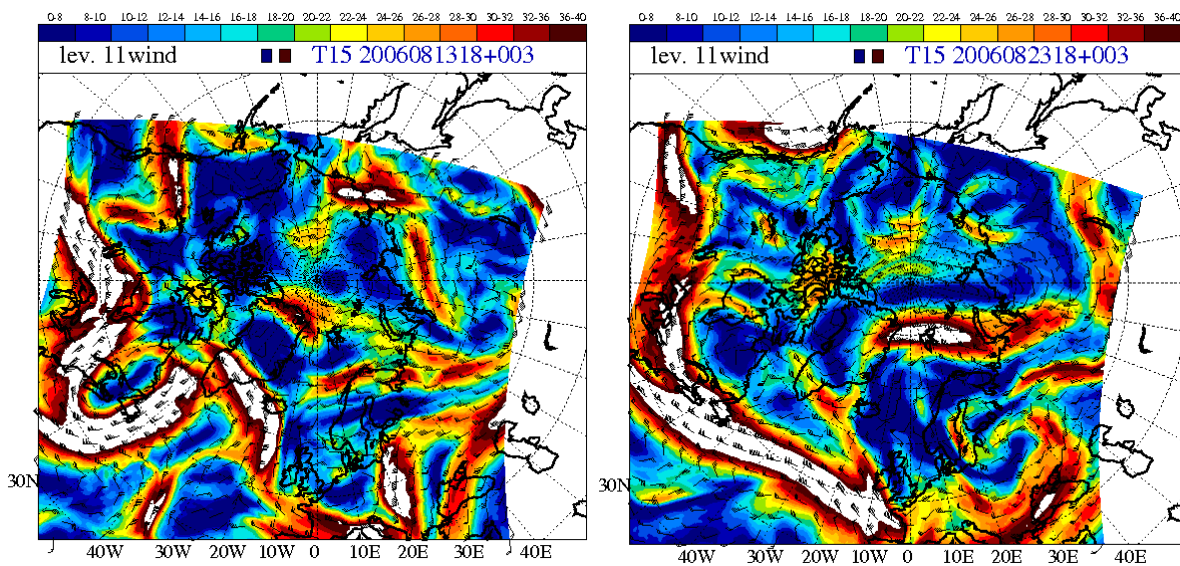 0-8 8-10 10-12 12-14 14-16 16-18 18-20 20-22 22-24 24-26 26-28 28-30 30-32 32-36 36-40
lev. 11wind T15 2006081318+003
30N
40W 30W 20W 10W 0 10E 20E 30E 40E
0-8 8-10 10-12 12-14 14-16 16-18 18-20 20-22 22-24 24-26 26-28 28-30 30-32 32-36 36-40
lev. 11wind T15 2006082318+003
30N
40W 30W 20W 10W 0 10E 20E 30E 40E